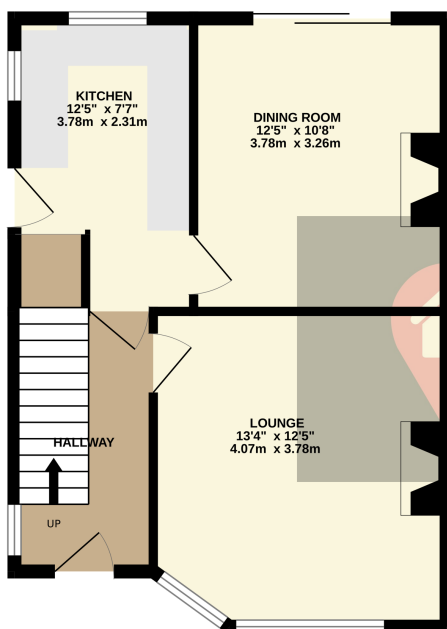 KITCHEN
12'5" x 7'7"
3.78m x 2.31m
DINING ROOM
12'5" x 10'8"
3.78m x 3.26m
LOUNGE
13'4" x 12'5"
4.07m x 3.78m
HALLWAY
UP